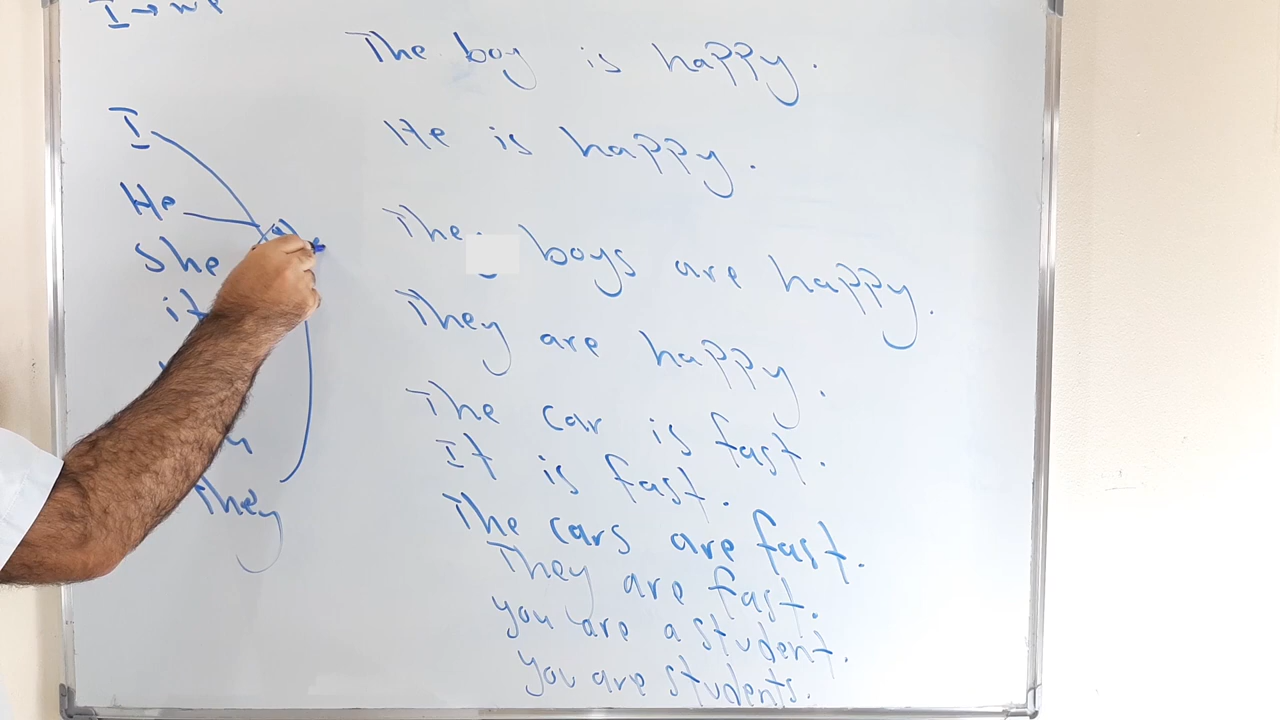 I → we
I
He
She
it
They
The boy is happy.
He is happy.
The boys are happy.
They are happy.
The car is fast.
It is fast.
The cars are fast.
They are fast.
you are a student.
you are students.